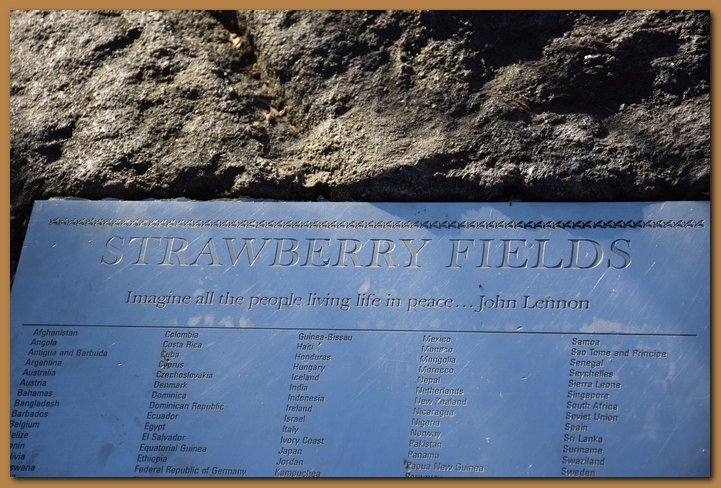 STRAWBERRY FIELDS
Imagine all the people living life in peace...John Lennon
Afghanistan
Angola
Antigua and Barbuda
Argentina
Australia
Austria
Bahamas
Bangladesh
Barbados
Belgium
Colombia
Costa Rica
Cuba
Cyprus
Czechoslovakia
Denmark
Dominica
Dominican Republic
Ecuador
Egypt
El Salvador
Equatorial Guinea
Ethiopia
Federal Republic of Germany
Guinea-Bissau
Haiti
Honduras
Hungary
Iceland
India
Indonesia
Ireland
Israel
Italy
Ivory Coast
Japan
Jordan
Kampuchea
Mexico
Monaco
Mongolia
Morocco
Nepal
Netherlands
New Zealand
Nicaragua
Nigeria
Norway
Pakistan
Panama
Papua New Guinea
Samoa
Sao Tome and Principe
Senegal
Seychelles
Sierra Leone
Singapore
South Africa
Soviet Union
Spain
Sri Lanka
Suriname
Swaziland
Sweden